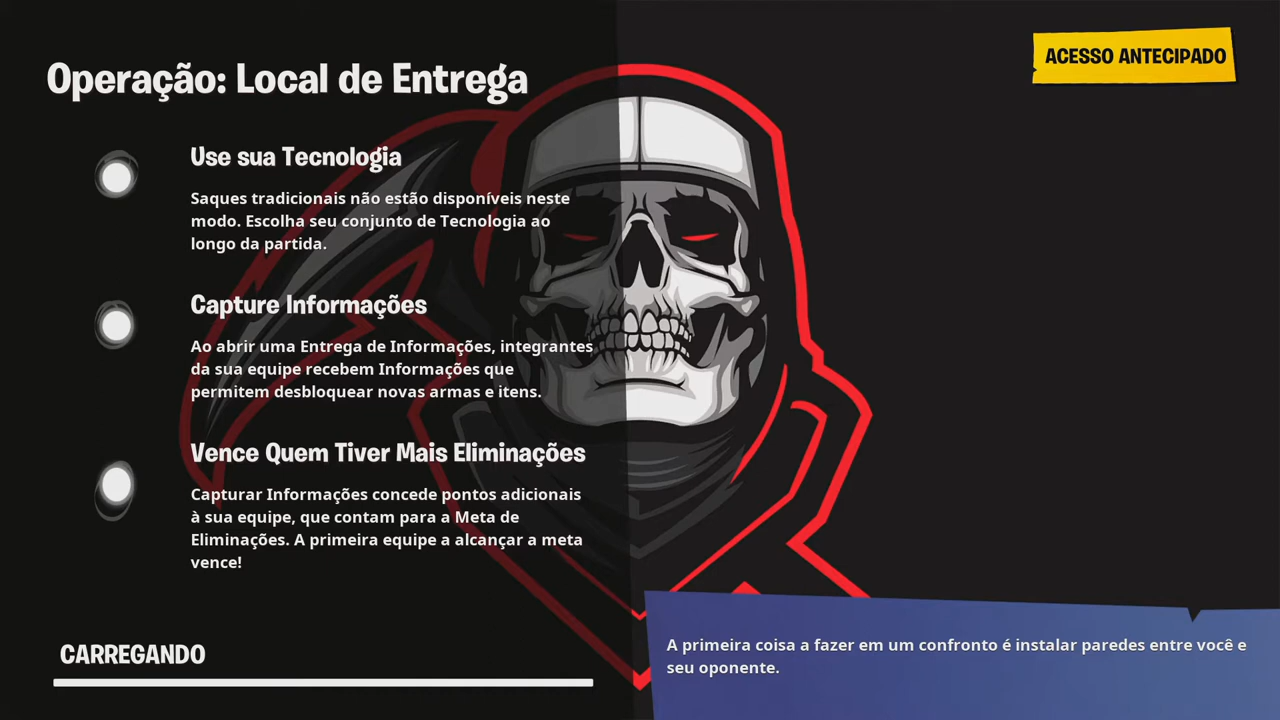 ACESSO ANTECIPADO
Operação: Local de Entrega
Use sua Tecnologia
Saques tradicionais não estão disponíveis neste
modo. Escolha seu conjunto de Tecnologia ao
longo da partida.
Capture Informações
Ao abrir uma Entrega de Informações, integrantes
da sua equipe recebem Informações que
permitem desbloquear novas armas e itens.
Vence Quem Tiver Mais Eliminações
Capturar Informações concede pontos adicionais
à sua equipe, que contam para a Meta de
Eliminações. A primeira equipe a alcançar a meta
vence!
CARREGANDO
A primeira coisa a fazer em um confronto é instalar paredes entre você e
seu oponente.